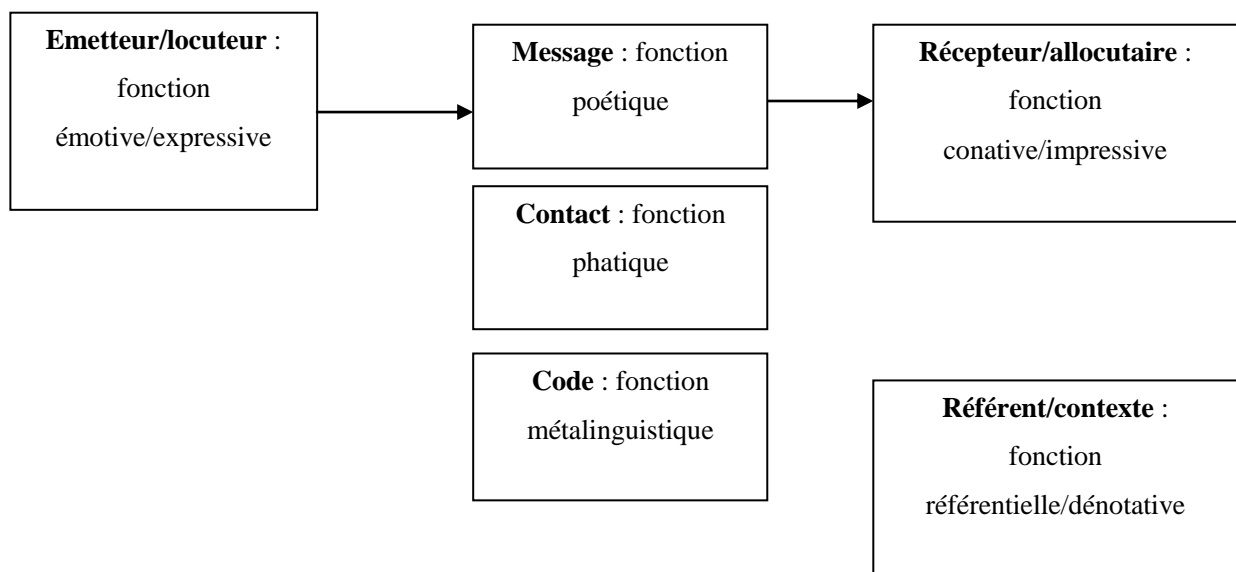 Emetteur/locuteur :
fonction
émotive/expressive
Message : fonction
poétique
Récepteur/allocutaire :
fonction
conative/impressive
Contact : fonction
phatique
Code : fonction
métalinguistique
Référent/contexte :
fonction
référentielle/dénotative